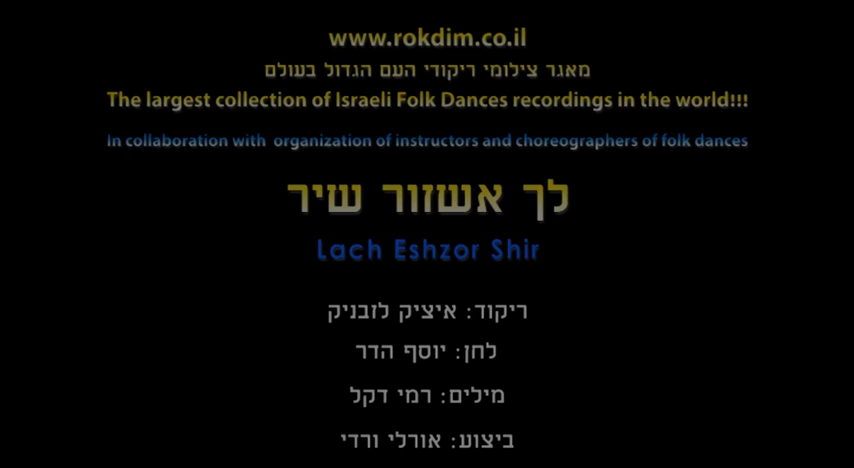 www.rokdim.co.il
מאגר צילומי ריקודי העם הגדול בעולם
The largest collection of Israeli Folk Dances recordings in the world!!!
In collaboration with organization of instructors and choreographers of folk dances
לך אשזור שיר
Lach Eshzor Shir
ריקוד: איציק לזבניק
לחן: יוסף הדר
מילים: רמי דקל
ביצוע: אורלי ורדי